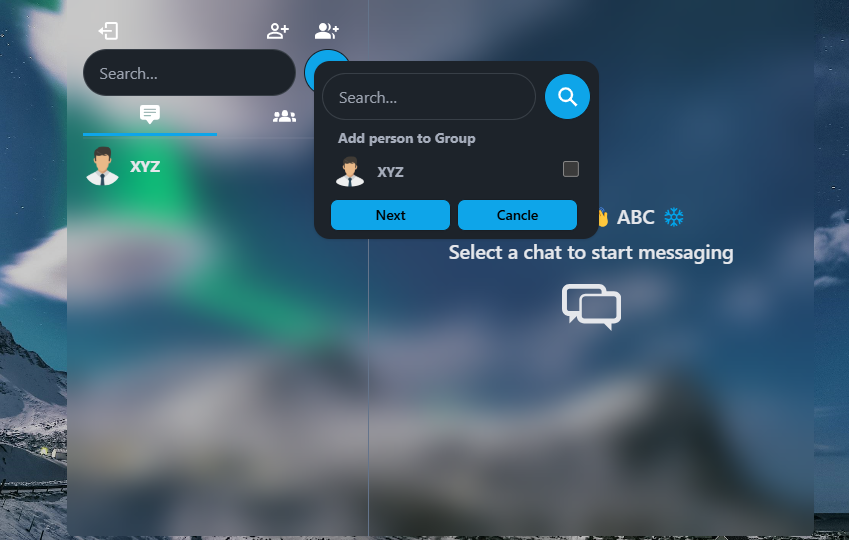 Search...
XYZ
Search...
Add person to Group
XYZ
Next Cancle
ABC
Select a chat to start messaging